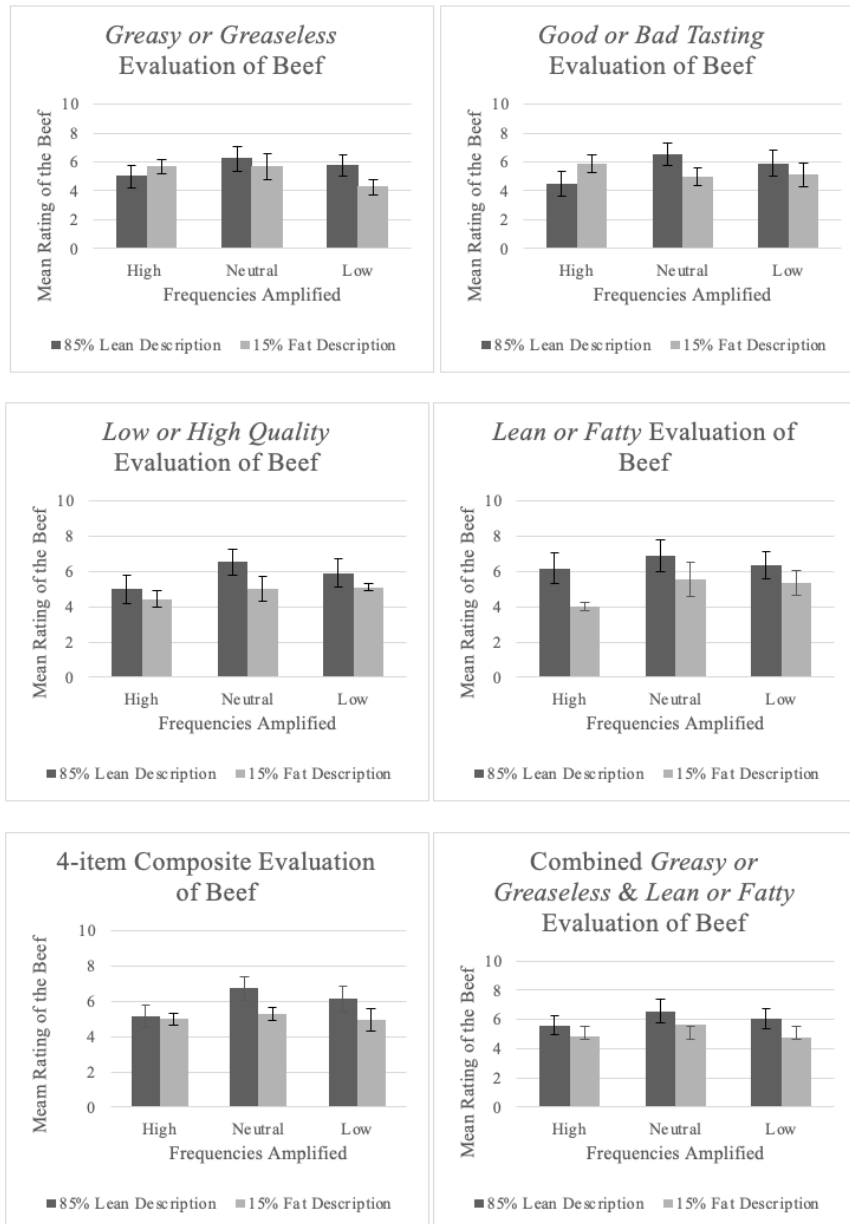 Greasy or Greaseless
Evaluation of Beef
Mean Rating of the Beef
10
8
6
4
2
0
High Neutral Low
Frequencies Amplified
85% Lean Description 15% Fat Description
Good or Bad Tasting
Evaluation of Beef
Mean Rating of the Beef
10
8
6
4
2
0
High Neutral Low
Frequencies Amplified
85% Lean Description 15% Fat Description
Low or High Quality
Evaluation of Beef
Mean Rating of the Beef
10
8
6
4
2
0
High Neutral Low
Frequencies Amplified
85% Lean Description 15% Fat Description
Lean or Fatty Evaluation of
Beef
Mean Rating of the Beef
10
8
6
4
2
0
High Neutral Low
Frequencies Amplified
85% Lean Description 15% Fat Description
4-item Composite Evaluation
of Beef
Meam Rating of the Beef
10
8
6
4
2
0
High Neutral Low
Frequencies Amplified
85% Lean Description 15% Fat Description
Combined Greasy or
Greaseless & Lean or Fatty
Evaluation of Beef
Mean Rating of the Beef
10
8
6
4
2
0
High Neutral Low
Frequencies Amplified
85% Lean Description 15% Fat Description